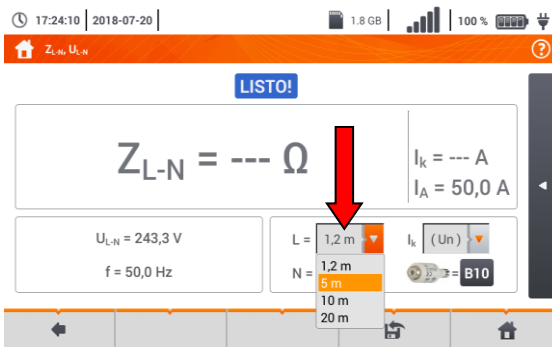 17:24:10 2018-07-20 1.8 GB 100 %
ZL-N, UL-N ?
LISTO!
ZL-N = --- Ω
Ik = --- A
IA = 50,0 A
UL-N = 243,3 V
f = 50,0 Hz
L = 1,2 m Ik (Un)
N = = B10
1,2 m
5 m
10 m
20 m